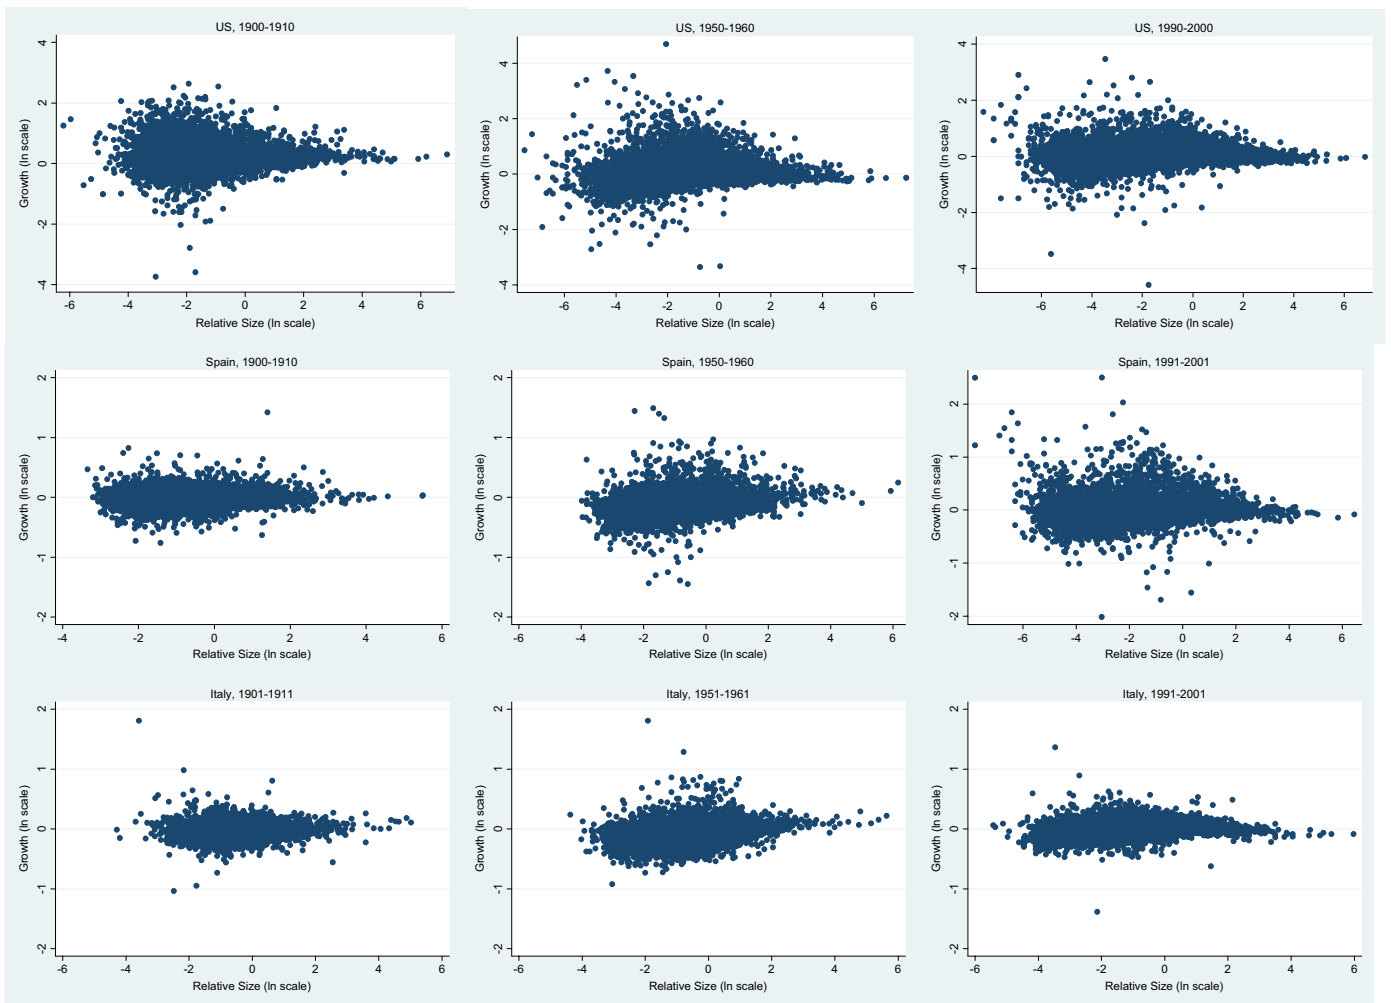 US, 1900-1910
Growth (ln scale)
4
2
0
-2
-4
-6 -4 -2 0 2 4 6
Relative Size (ln scale)
US, 1950-1960
Growth (ln scale)
4
2
0
-2
-4
-6 -4 -2 0 2 4 6
Relative Size (ln scale)
US, 1990-2000
Growth (ln scale)
4
2
0
-2
-4
-6 -4 -2 0 2 4 6
Relative Size (ln scale)
Spain, 1900-1910
Growth (ln scale)
2
1
0
-1
-2
-4 -2 0 2 4 6
Relative Size (ln scale)
Spain, 1950-1960
Growth (ln scale)
2
1
0
-1
-2
-6 -4 -2 0 2 4 6
Relative Size (ln scale)
Spain, 1991-2001
Growth (ln scale)
2
1
0
-1
-2
-6 -4 -2 0 2 4 6
Relative Size (ln scale)
Italy, 1901-1911
Growth (ln scale)
2
1
0
-1
-2
-6 -4 -2 0 2 4 6
Relative Size (ln scale)
Italy, 1951-1961
Growth (ln scale)
2
1
0
-1
-2
-6 -4 -2 0 2 4 6
Relative Size (ln scale)
Italy, 1991-2001
Growth (ln scale)
2
1
0
-1
-2
-6 -4 -2 0 2 4 6
Relative Size (ln scale)